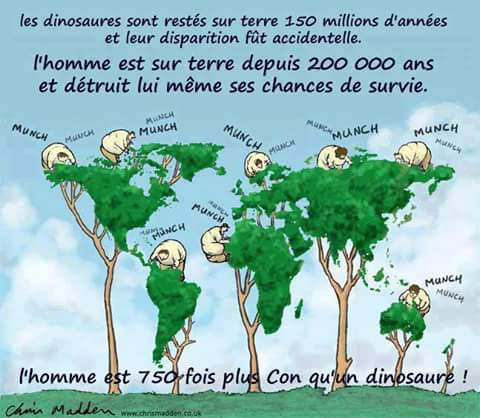 les dinosaures sont restés sur terre 150 millions d'années
et leur disparition fût accidentelle.
l'homme est sur terre depuis 200 000 ans
et détruit lui même ses chances de survie.
MUNCH MUNCH
MUNCH MUNCH
MUNCH MUNCH
MUNCH MUNCH
MUNCH MUNCH
MUNCH MUNCH
MUNCH MUNCH
MUNCH MUNCH
l'homme est 750 fois plus Con qu'un dinosaure !
Chris Madden www.chrismadden.co.uk